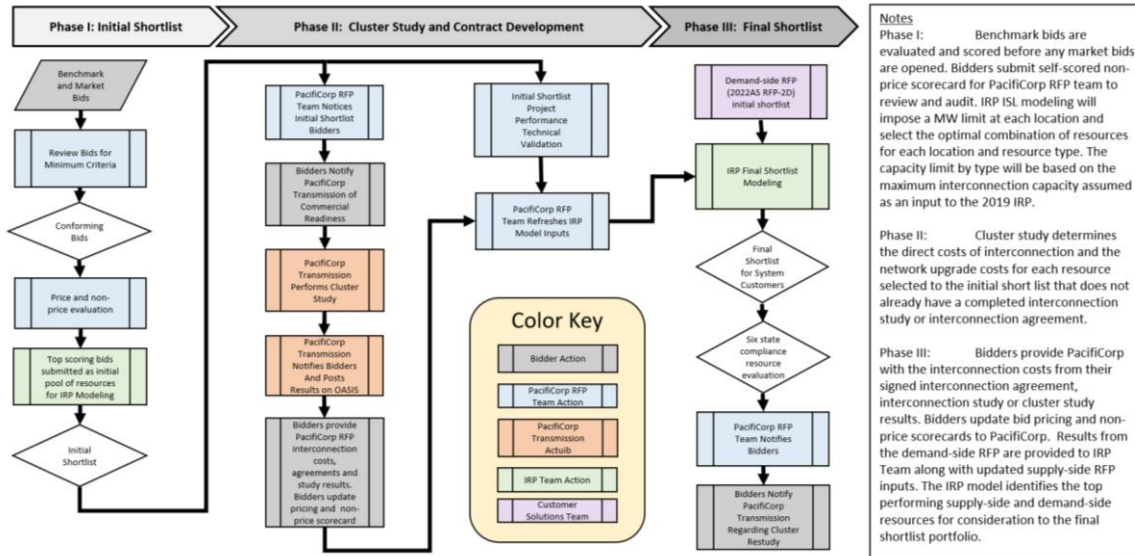 Phase I: Initial Shortlist
Phase II: Cluster Study and Contract Development
Phase III: Final Shortlist
Benchmark
and Market
Bids
Review Bids for
Minimum Criteria
Conforming
Bids
Price and non-
price evaluation
Top scoring bids
submitted as initial
pool of resources
for IRP Modeling
Initial
Shortlist
PacifiCorp RFP
Team Notices
Initial Shortlist
Bidders
Bidders Notify
PacifiCorp
Transmission of
Commercial
Readiness
PacifiCorp
Transmission
Performs Cluster
Study
PacifiCorp
Transmission
Notifies Bidders
And Posts
Results on OASIS
Bidders provide
PacifiCorp RFP
interconnection
costs,
agreements and
study results.
Bidders update
pricing and non-
price scorecard
Initial Shortlist
Project
Performance
Technical
Validation
PacifiCorp RFP
Team Refreshes IRP
Model Inputs
Color Key
Bidder Action
PacifiCorp RFP
Team Action
PacifiCorp
Transmission
Actuib
IRP Team Action
Customer
Solutions Team
Demand-side RFP
(2022AS RFP-2D)
initial shortlist
IRP Final Shortlist
Modeling
Final
Shortlist
for System
Customers
Six state
compliance
resource
evaluation
PacifiCorp RFP
Team Notifies
Bidders
Bidders Notify
PacifiCorp
Transmission
Regarding Cluster
Restudy
Notes
Phase I: Benchmark bids are
evaluated and scored before any market bids
are opened. Bidders submit self-scored non-
price scorecard for PacifiCorp RFP team to
review and audit. IRP ISL modeling will
impose a MW limit at each location and
select the optimal combination of resources
for each location and resource type. The
capacity limit by type will be based on the
maximum interconnection capacity assumed
as an input to the 2019 IRP.
Phase II: Cluster study determines
the direct costs of interconnection and the
network upgrade costs for each resource
selected to the initial short list that does not
already have a completed interconnection
study or interconnection agreement.
Phase III: Bidders provide PacifiCorp
with the interconnection costs from their
signed interconnection agreement,
interconnection study or cluster study
results. Bidders update bid pricing and non-
price scorecards to PacifiCorp. Results from
the demand-side RFP are provided to IRP
Team along with updated supply-side RFP
inputs. The IRP model identifies the top
performing supply-side and demand-side
resources for consideration to the final
shortlist portfolio.